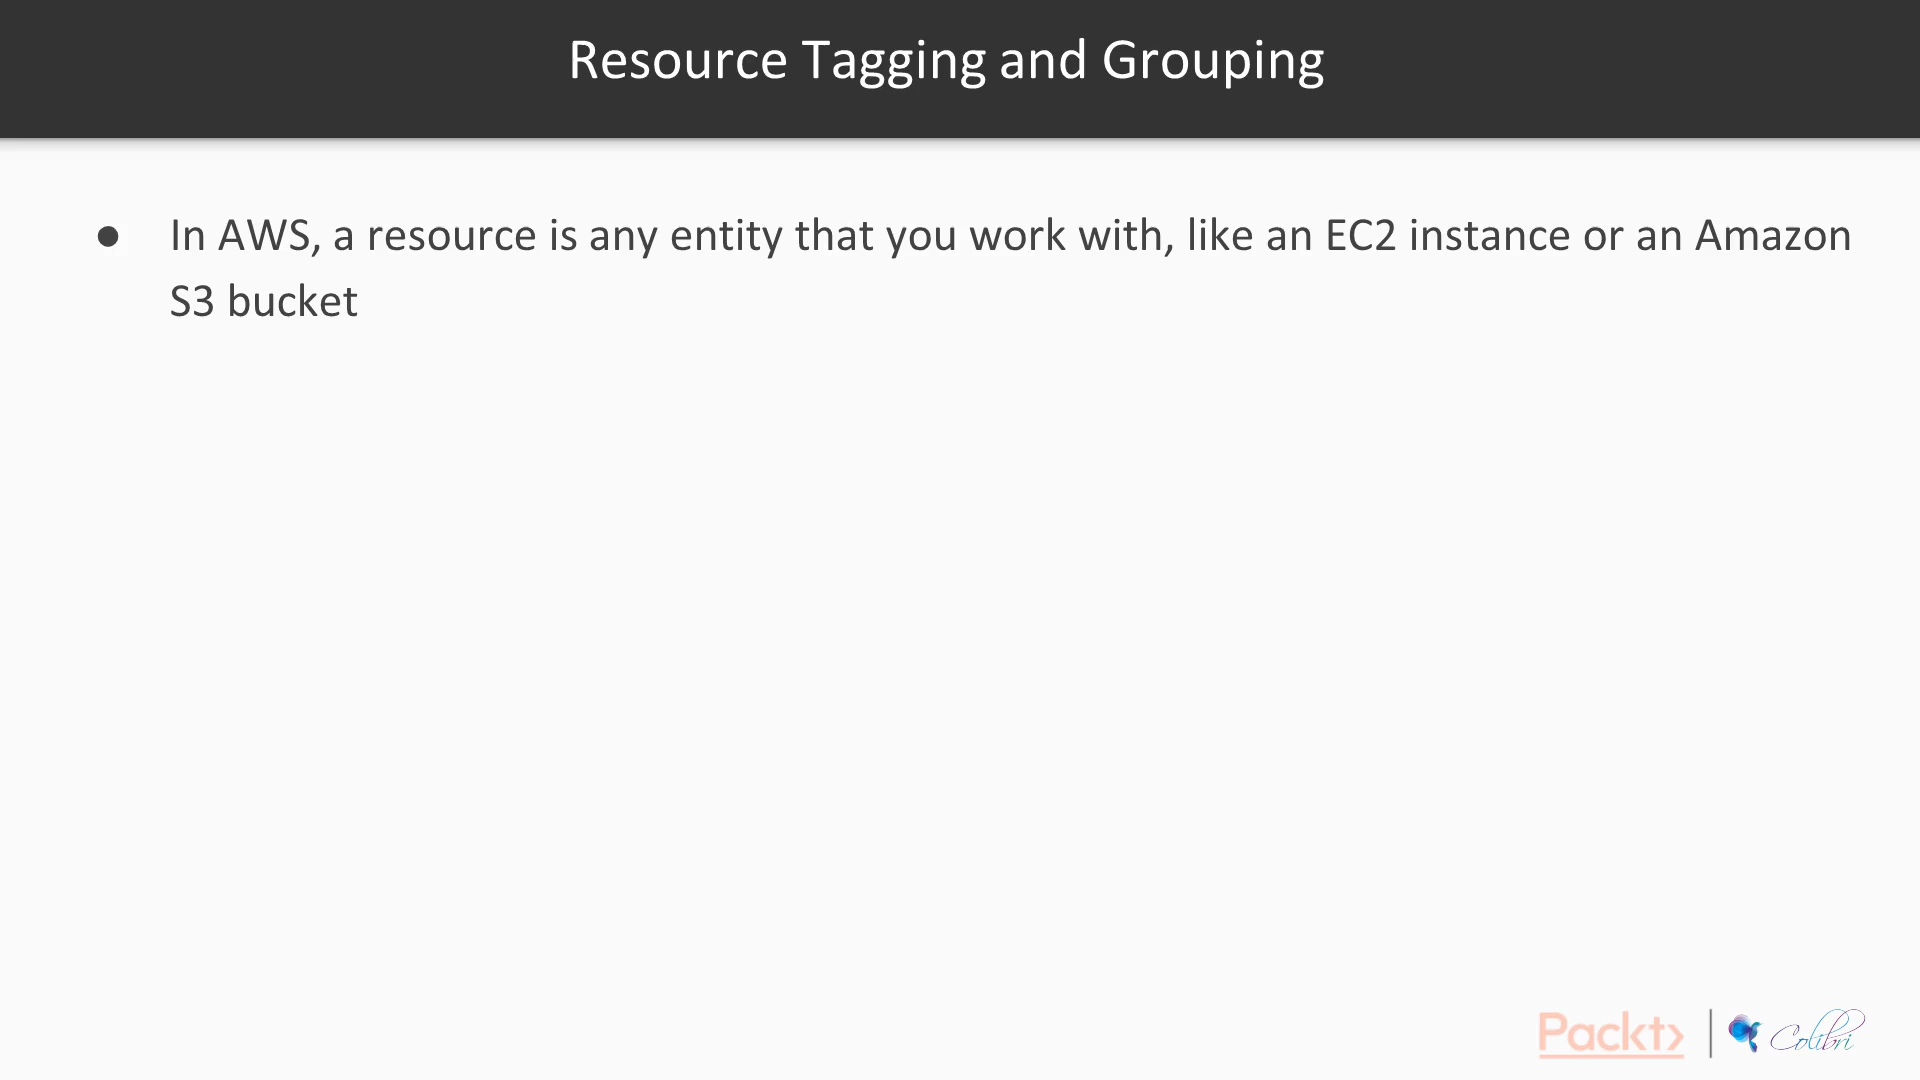 Resource Tagging and Grouping
● In AWS, a resource is any entity that you work with, like an EC2 instance or an Amazon
S3 bucket
Packt>
Colibri